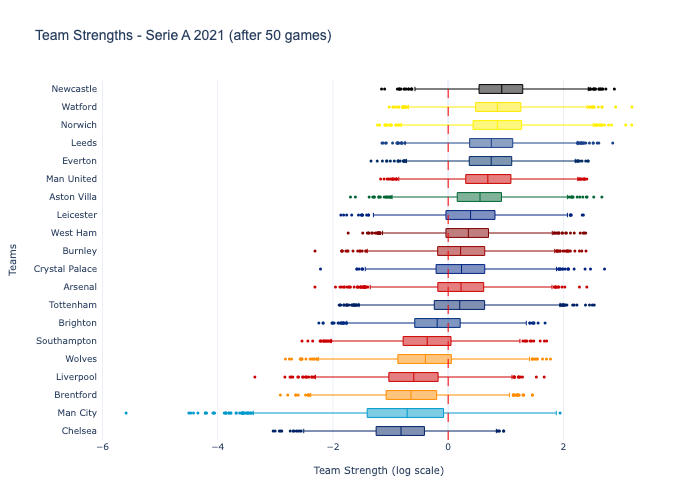 Team Strengths - Serie A 2021 (after 50 games)
Newcastle
Watford
Norwich
Leeds
Everton
Man United
Aston Villa
Leicester
West Ham
Burnley
Crystal Palace
Arsenal
Tottenham
Brighton
Southampton
Wolves
Liverpool
Brentford
Man City
Chelsea
Teams
−6 −4 −2 0 2
Team Strength (log scale)